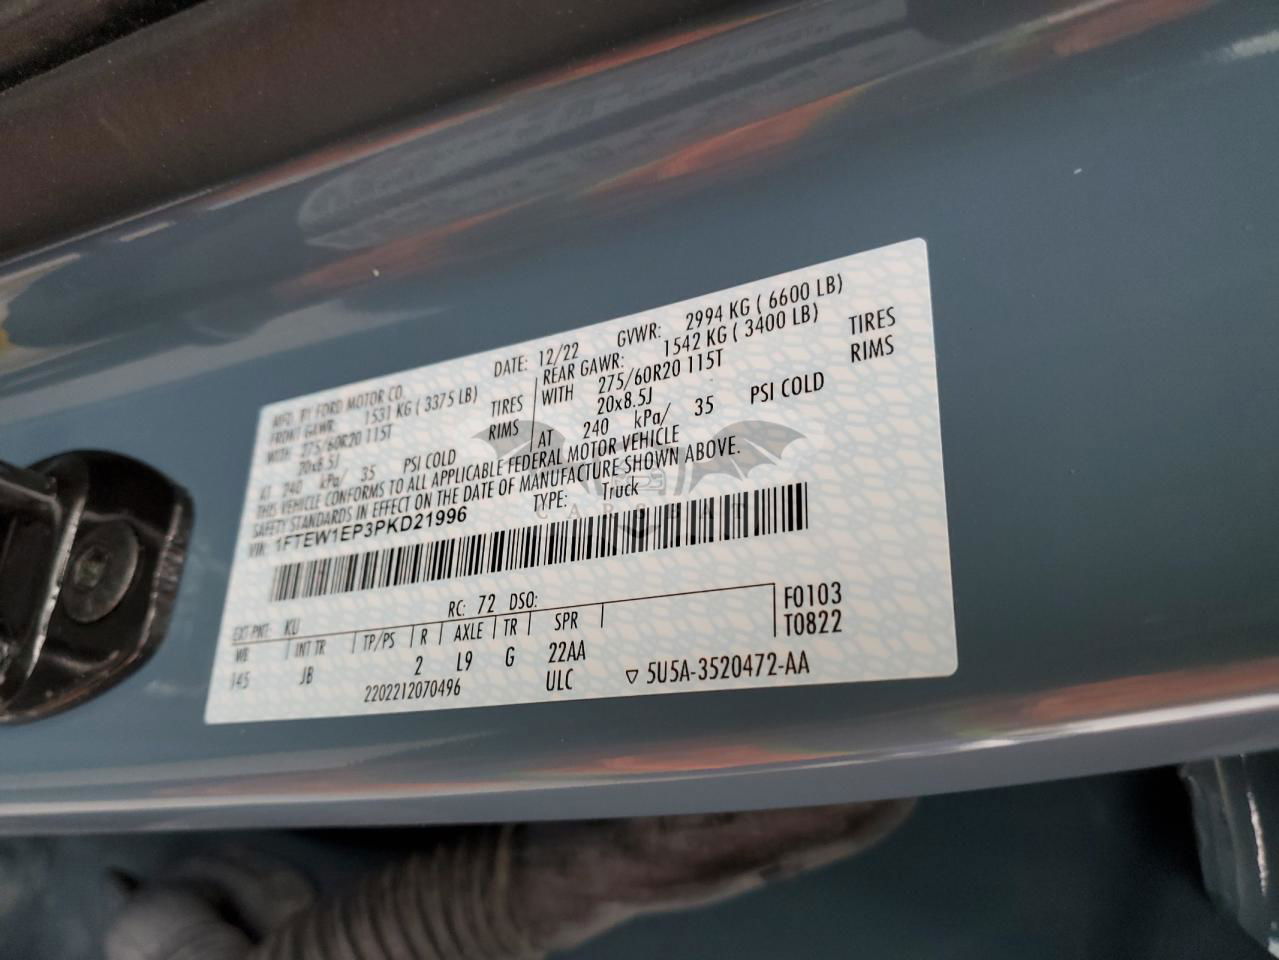 MFD. BY FORD MOTOR CO. DATE: 12/22 GVWR: 2994 KG ( 6600 LB)
FRONT GAWR: 1531 KG ( 3375 LB) REAR GAWR: 1542 KG ( 3400 LB)
WITH 275/60R20 115T TIRES WITH 275/60R20 115T TIRES
20x8.5J RIMS 20x8.5J RIMS
AT 240 kPa/ 35 PSI COLD AT 240 kPa/ 35 PSI COLD
THIS VEHICLE CONFORMS TO ALL APPLICABLE FEDERAL MOTOR VEHICLE
SAFETY STANDARDS IN EFFECT ON THE DATE OF MANUFACTURE SHOWN ABOVE.
VIN: 1FTEW1EP3PKD21996 TYPE: Truck
CARSBAT
EXT PNT: KU RC: 72 DSO: F0103
WB INT TR TP/PS R AXLE TR SPR T0822
145 JB 2 L9 G 22AA
2202212070496 ULC ▽ 5U5A-3520472-AA